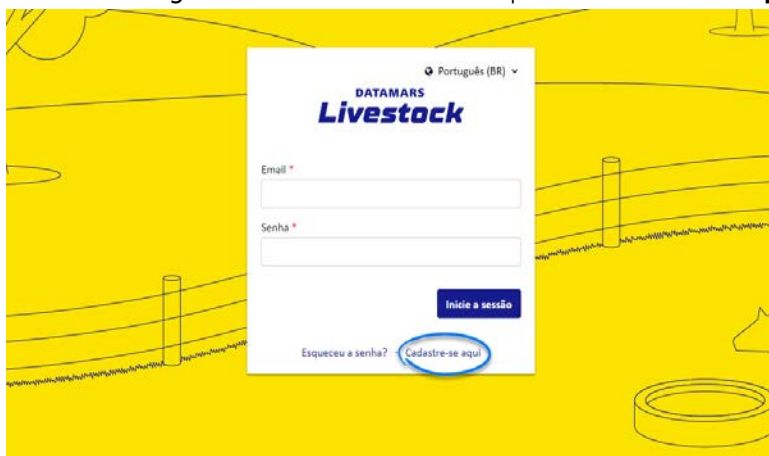 Português (BR)
DATAMARS
Livestock
Email *
Senha *
Inicie a sessão
Esqueceu a senha? - Cadastre-se aqui